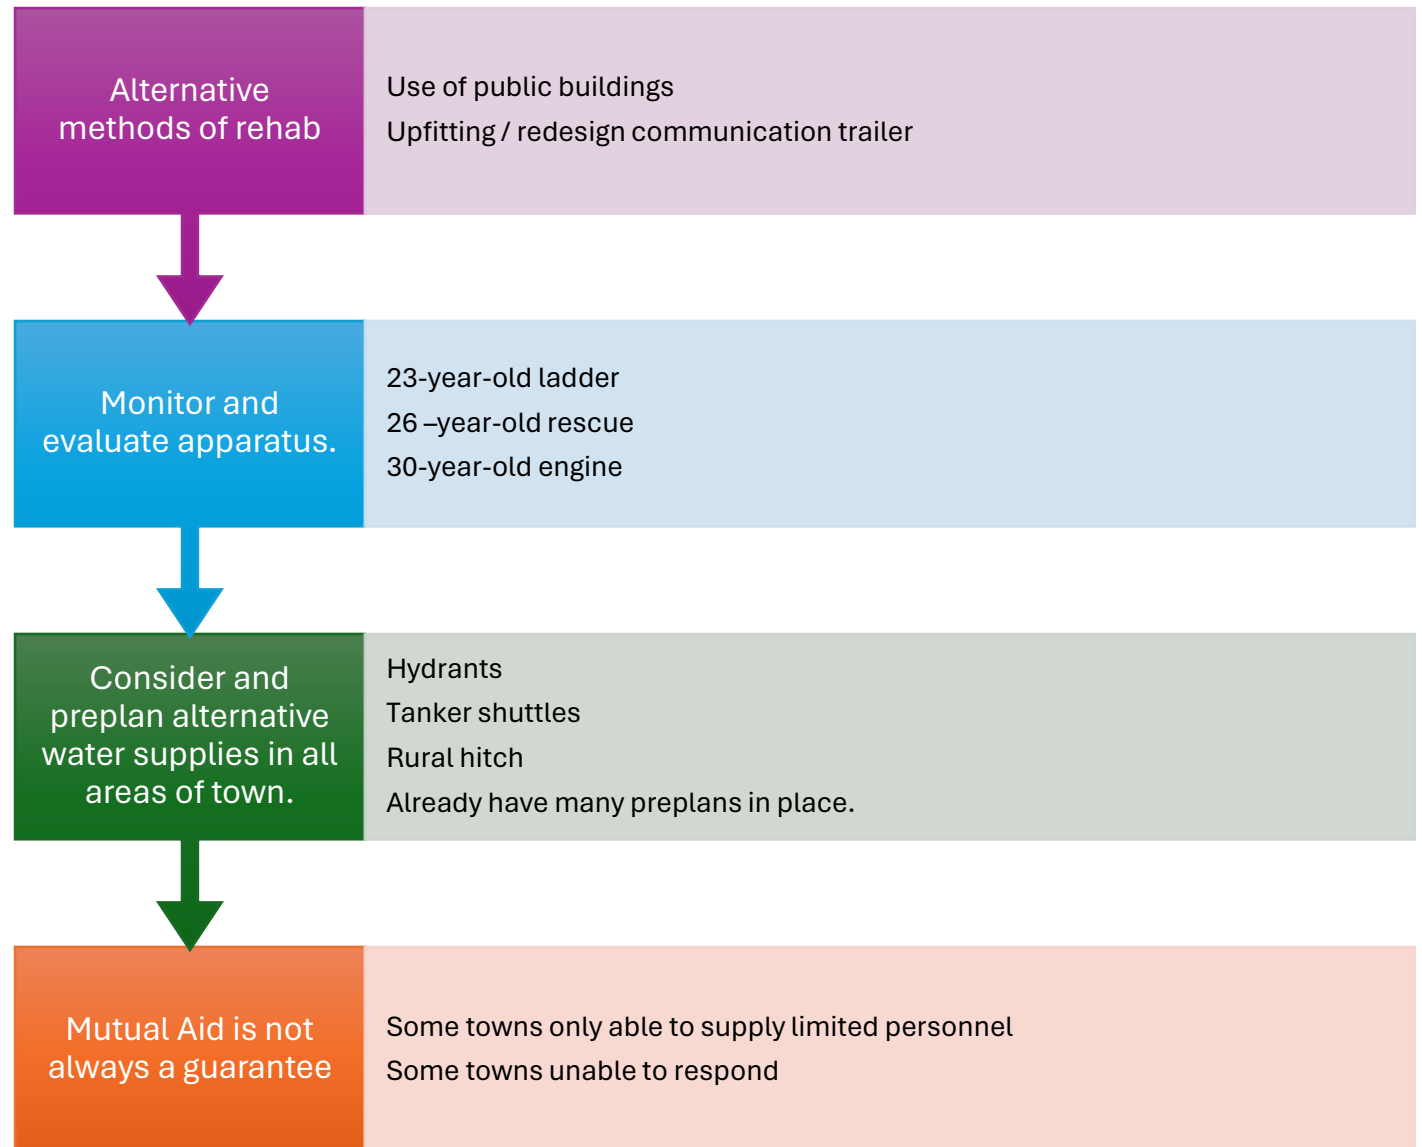 Alternative
methods of rehab
Use of public buildings
Upfitting / redesign communication trailer
Monitor and
evaluate apparatus.
23-year-old ladder
26 –year-old rescue
30-year-old engine
Consider and
preplan alternative
water supplies in all
areas of town.
Hydrants
Tanker shuttles
Rural hitch
Already have many preplans in place.
Mutual Aid is not
always a guarantee
Some towns only able to supply limited personnel
Some towns unable to respond